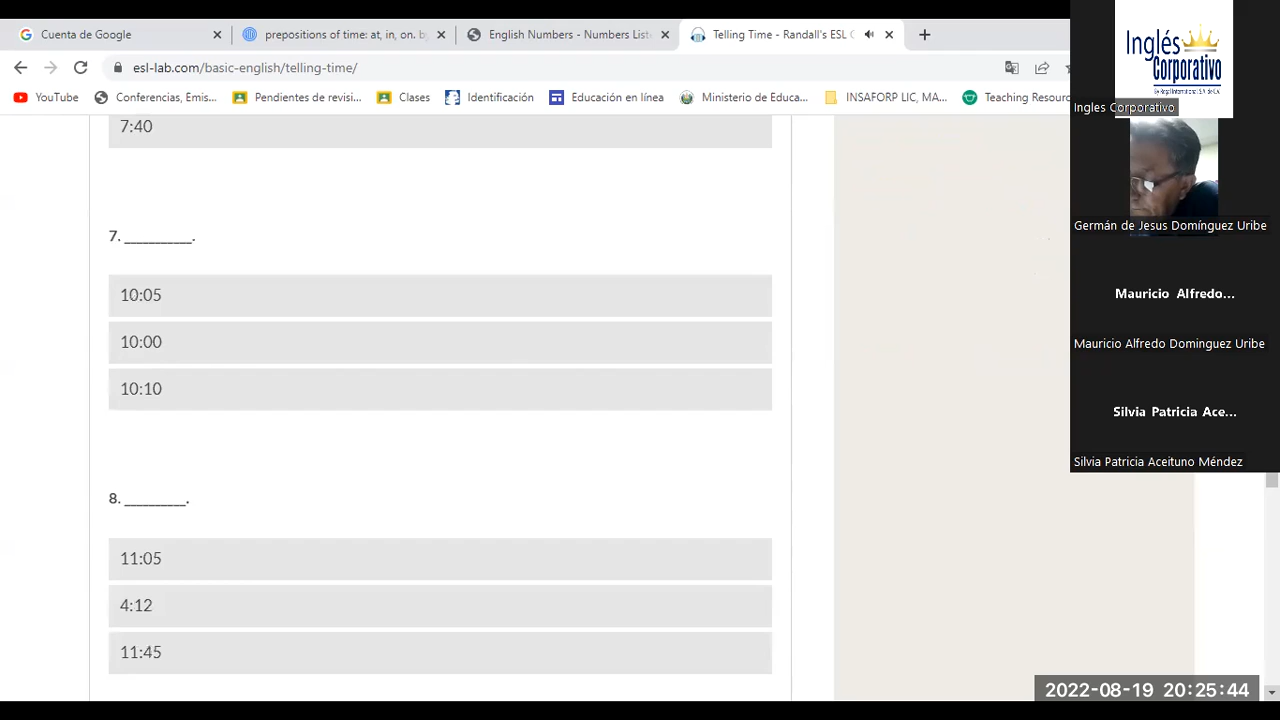 Cuenta de Google
prepositions of time: at, in, on. b
English Numbers - Numbers List
Telling Time - Randall's ESL C
esl-lab.com/basic-english/telling-time/
YouTube
Conferencias, Emis...
Pendientes de revisi...
Clases
Identificación
Educación en línea
Ministerio de Educa...
INSAFORP LIC, MA...
Teaching Resourc
7:40
7. __________.
10:05
10:00
10:10
8. _________.
11:05
4:12
11:45
Inglés
Corporativo
Ingles Corporativo
Germán de Jesus Domínguez Uribe
Mauricio Alfredo...
Mauricio Alfredo Dominguez Uribe
Silvia Patricia Ace...
Silvia Patricia Aceituno Méndez
2022-08-19 20:25:44